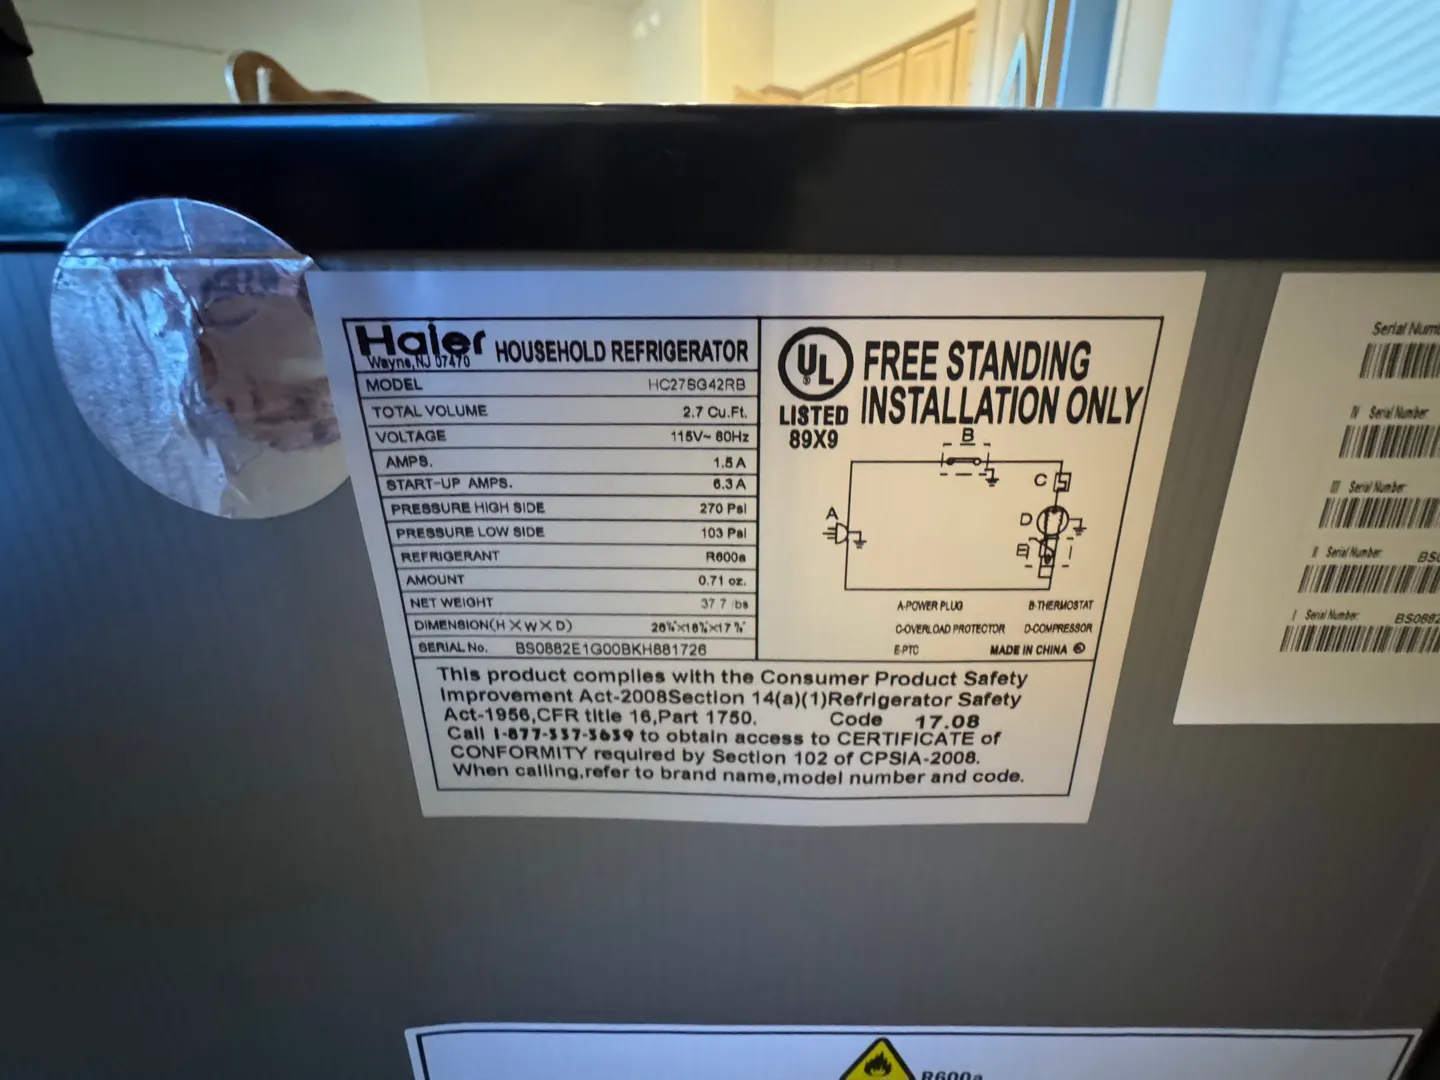 Haier HOUSEHOLD REFRIGERATOR
Wayne,NJ 07470
MODEL HC27SG42RB
TOTAL VOLUME 2.7 Cu.Ft.
VOLTAGE 115V~ 60Hz
AMPS. 1.5 A
START-UP AMPS. 6.3 A
PRESSURE HIGH SIDE 270 Psi
PRESSURE LOW SIDE 103 Psi
REFRIGERANT R600a
AMOUNT 0.71 oz.
NET WEIGHT 37.7 lbs
DIMENSION(H×W×D)
SERIAL No. BS0882E1G00BKH881726
UL
LISTED
89X9
FREE STANDING
INSTALLATION ONLY
B
C
A
D
E
A-POWER PLUG B-THERMOSTAT
C-OVERLOAD PROTECTOR D-COMPRESSOR
E-PTC MADE IN CHINA
This product complies with the Consumer Product Safety
Improvement Act-2008Section 14(a)(1)Refrigerator Safety
Act-1956,CFR title 16,Part 1750. Code 17.08
Call 1-877-337-3639 to obtain access to CERTIFICATE of
CONFORMITY required by Section 102 of CPSIA-2008.
When calling,refer to brand name,model number and code.
Serial
IV Serial Number
III Serial Number
II Serial Number:
I Serial Number:
R600a